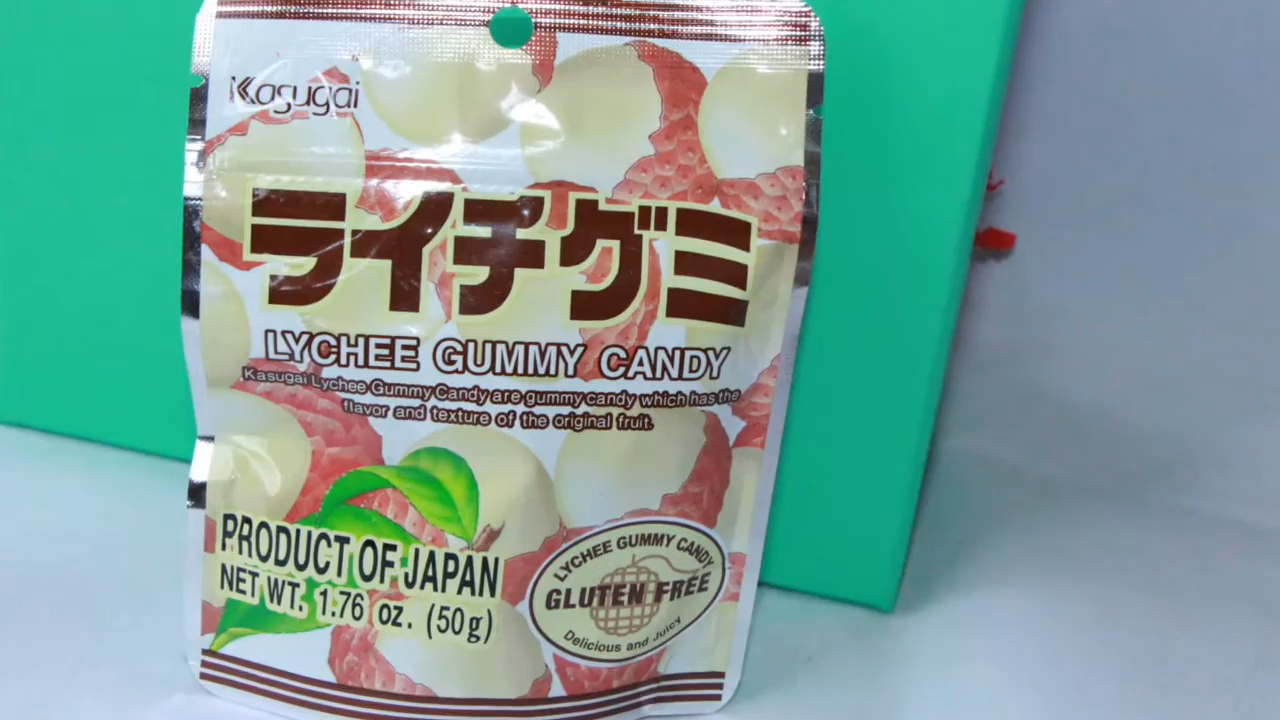 Kasugai
ライチグミ
LYCHEE GUMMY CANDY
Kasugai Lychee Gummy Candy are gummy candy which has the
flavor and texture of the original fruit.
PRODUCT OF JAPAN
NET WT. 1.76 oz. (50g)
LYCHEE GUMMY CANDY
GLUTEN FREE
Delicious and Juicy